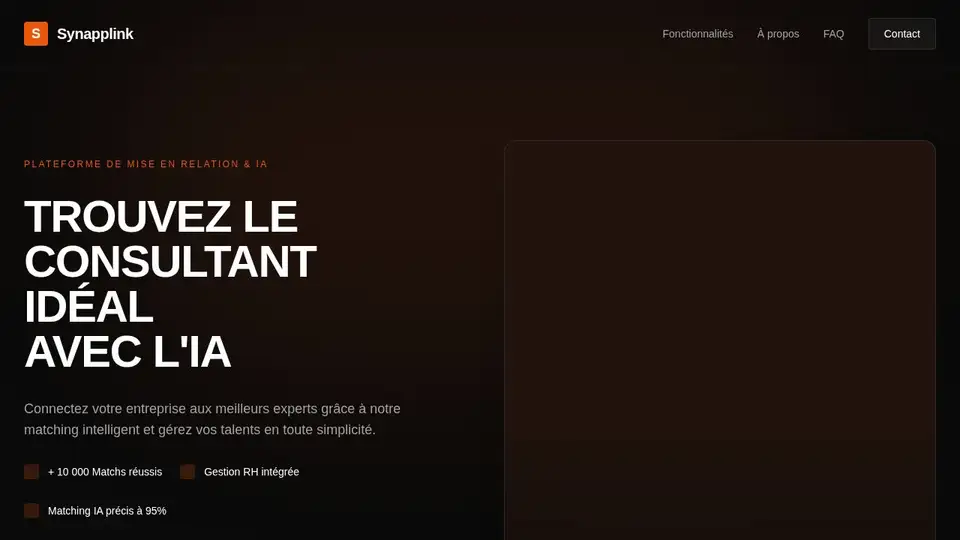 S Synapplink
Fonctionnalités À propos FAQ Contact
PLATEFORME DE MISE EN RELATION & IA
TROUVEZ LE
CONSULTANT
IDÉAL
AVEC L'IA
Connectez votre entreprise aux meilleurs experts grâce à notre
matching intelligent et gérez vos talents en toute simplicité.
+ 10 000 Matchs réussis Gestion RH intégrée
Matching IA précis à 95%